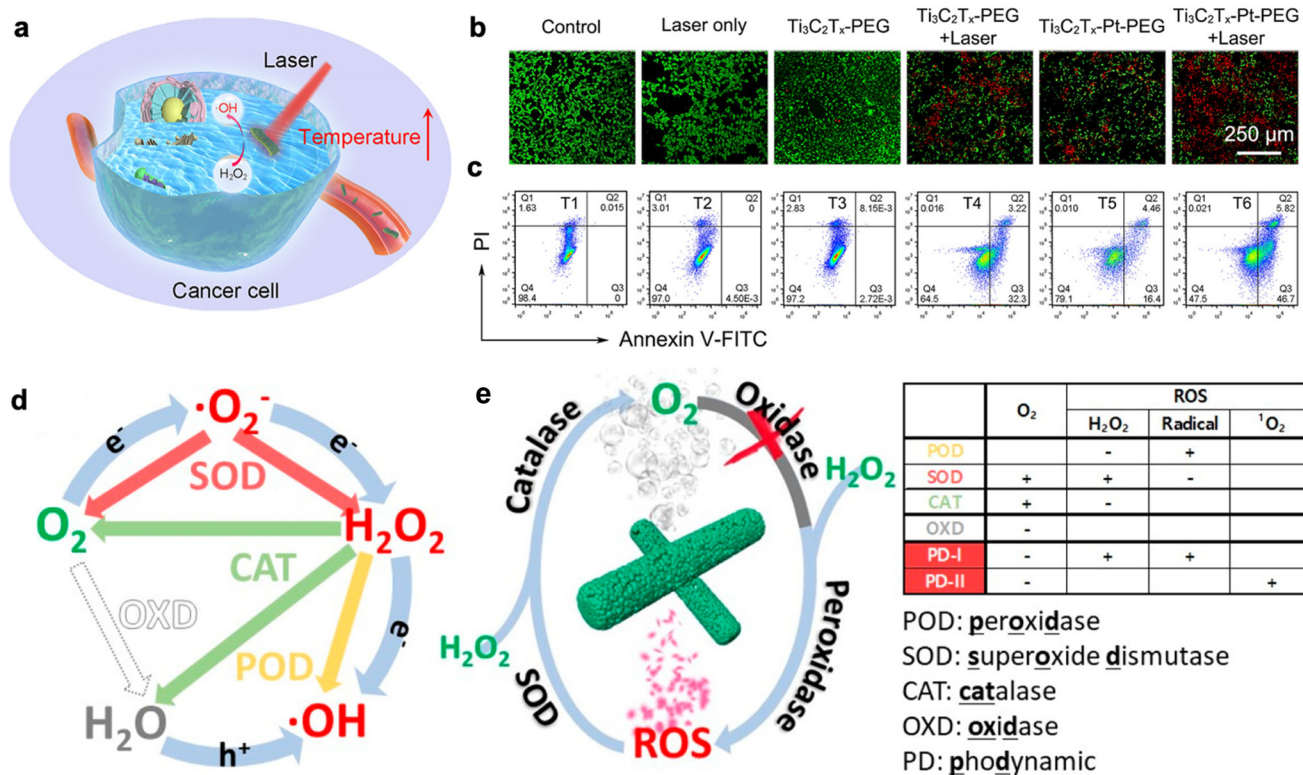 a
Laser
·OH
Temperature
H₂O₂
Cancer cell
b
Control
Laser only
Ti₃C₂Tₓ-PEG
Ti₃C₂Tₓ-PEG
+Laser
Ti₃C₂Tₓ-Pt-PEG
Ti₃C₂Tₓ-Pt-PEG
+Laser
250 µm
c
PI
Annexin V-FITC
Q1
1.63
T1
Q2
0.015
Q4
98.4
Q3
0
Q1
3.01
T2
Q2
0
Q4
97.0
Q3
4.50E-3
Q1
2.83
T3
Q2
8.15E-3
Q4
97.2
Q3
2.72E-3
Q1
0.016
T4
Q2
3.22
Q4
64.5
Q3
32.3
Q1
0.010
T5
Q2
4.46
Q4
79.1
Q3
16.4
Q1
0.021
T6
Q2
5.82
Q4
47.5
Q3
46.7
d
·O₂⁻
e⁻
e⁻
SOD
O₂
H₂O₂
CAT
OXD
POD
e⁻
H₂O
·OH
h⁺
e
O₂
Catalase
Oxidase
H₂O₂
H₂O₂
SOD
Peroxidase
ROS
O₂ ROS
H₂O₂ Radical ¹O₂
POD - +
SOD + + -
CAT + -
OXD -
PD-I - + +
PD-II - +
POD: peroxidase
SOD: superoxide dismutase
CAT: catalase
OXD: oxidase
PD: phodynamic